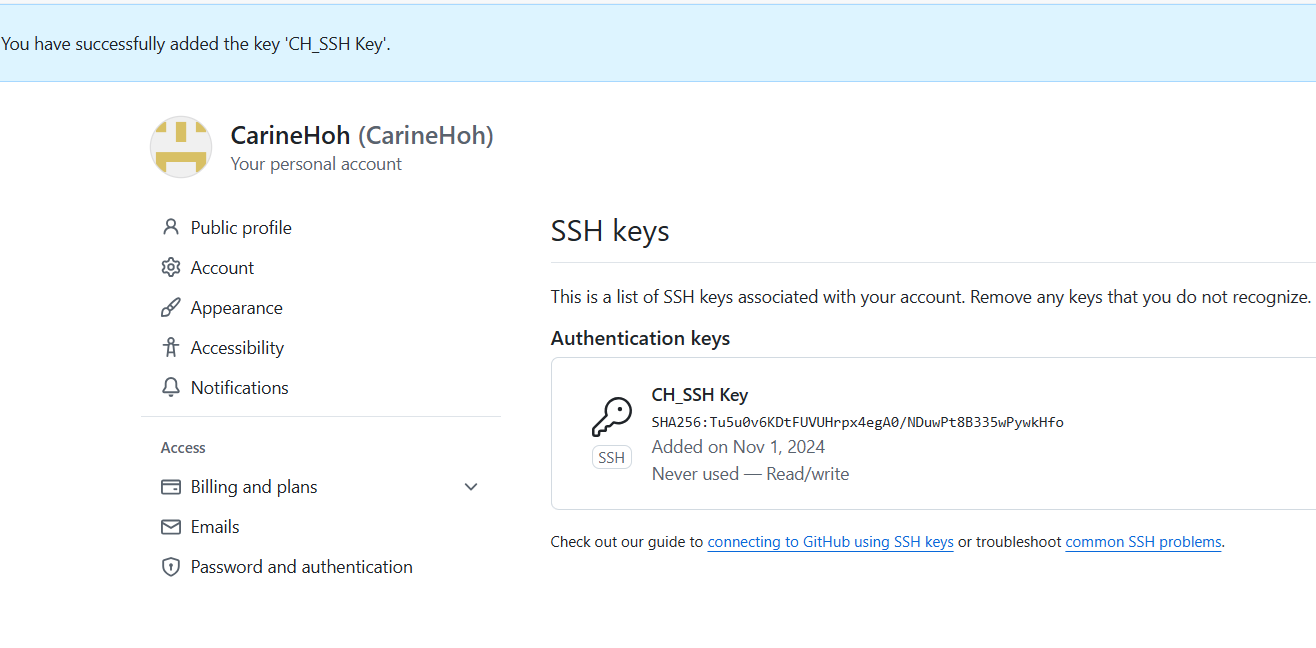 You have successfully added the key 'CH_SSH Key'.
CarineHoh (CarineHoh)
Your personal account
Public profile
Account
Appearance
Accessibility
Notifications
Access
Billing and plans
Emails
Password and authentication
SSH keys
This is a list of SSH keys associated with your account. Remove any keys that you do not recognize.
Authentication keys
CH_SSH Key
SHA256:Tu5u0v6KDtFUVUHrpx4egA0/NDuwPt8B335wPywkHfo
Added on Nov 1, 2024
Never used — Read/write
SSH
Check out our guide to connecting to GitHub using SSH keys or troubleshoot common SSH problems.